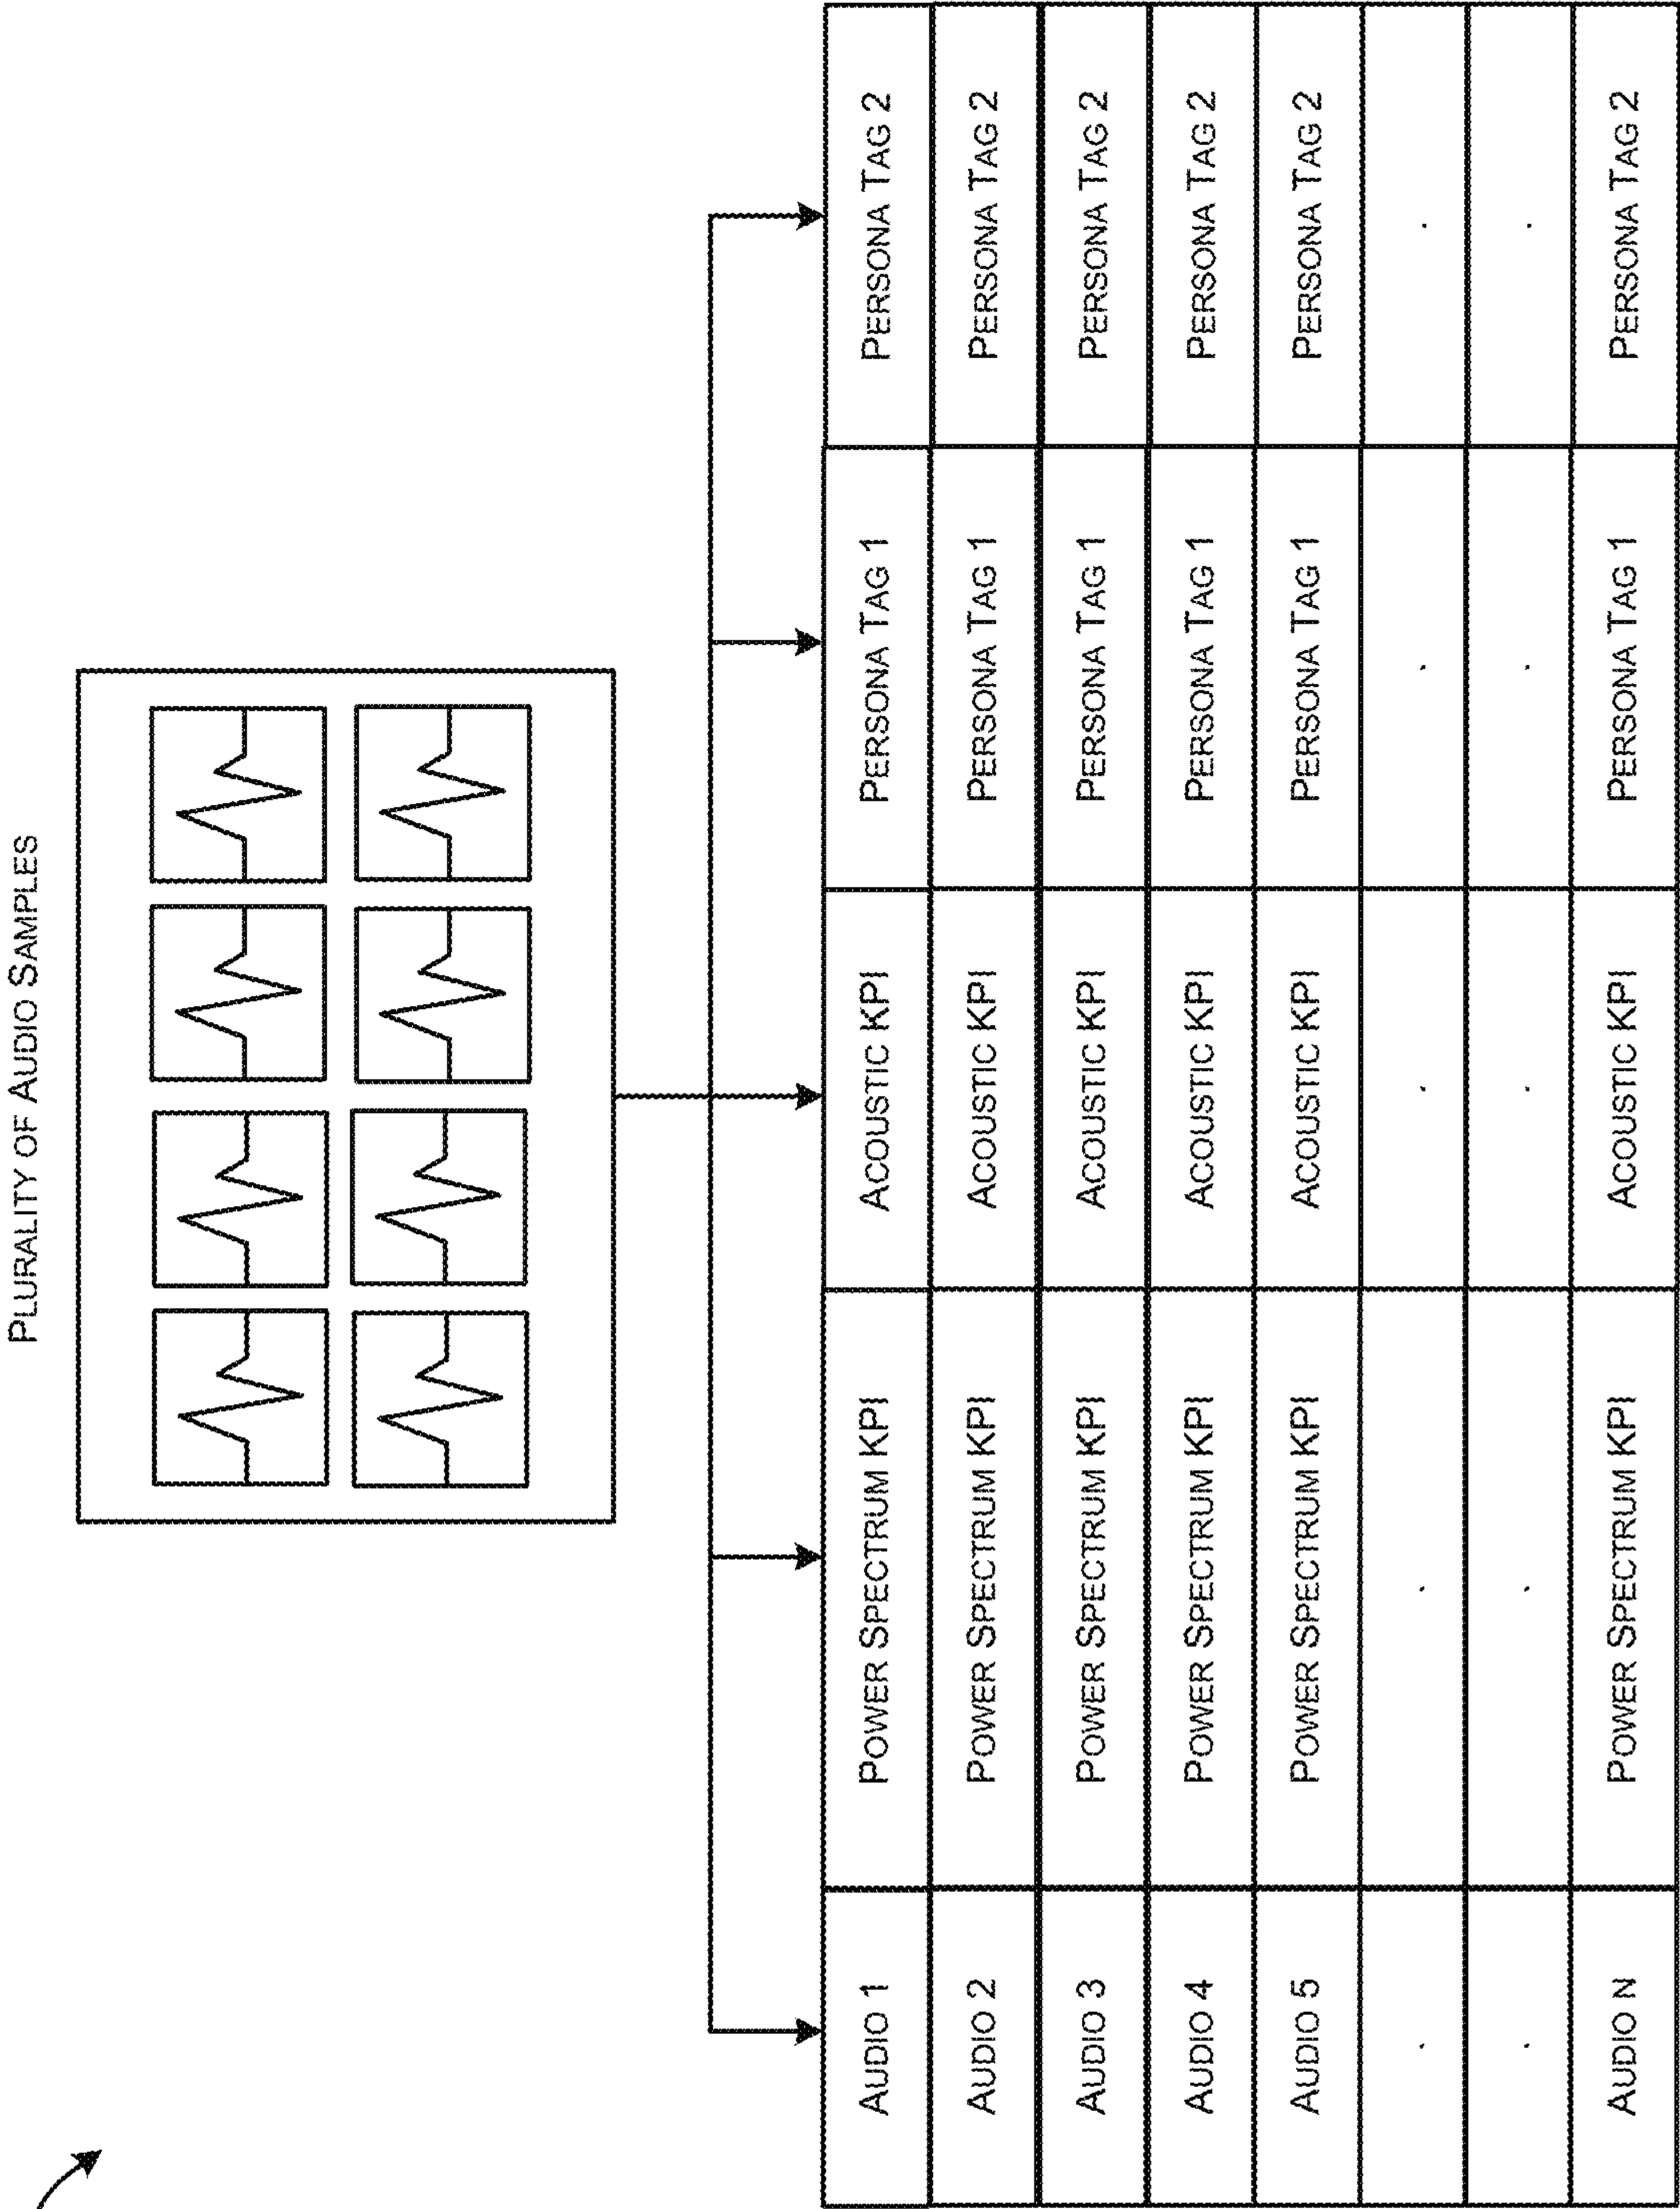 PLURALITY OF AUDIO SAMPLES
AUDIO 1 POWER SPECTRUM KPI ACOUSTIC KPI PERSONA TAG 1 PERSONA TAG 2
AUDIO 2 POWER SPECTRUM KPI ACOUSTIC KPI PERSONA TAG 1 PERSONA TAG 2
AUDIO 3 POWER SPECTRUM KPI ACOUSTIC KPI PERSONA TAG 1 PERSONA TAG 2
AUDIO 4 POWER SPECTRUM KPI ACOUSTIC KPI PERSONA TAG 1 PERSONA TAG 2
AUDIO 5 POWER SPECTRUM KPI ACOUSTIC KPI PERSONA TAG 1 PERSONA TAG 2
. . . . .
. . . . .
AUDIO N POWER SPECTRUM KPI ACOUSTIC KPI PERSONA TAG 1 PERSONA TAG 2